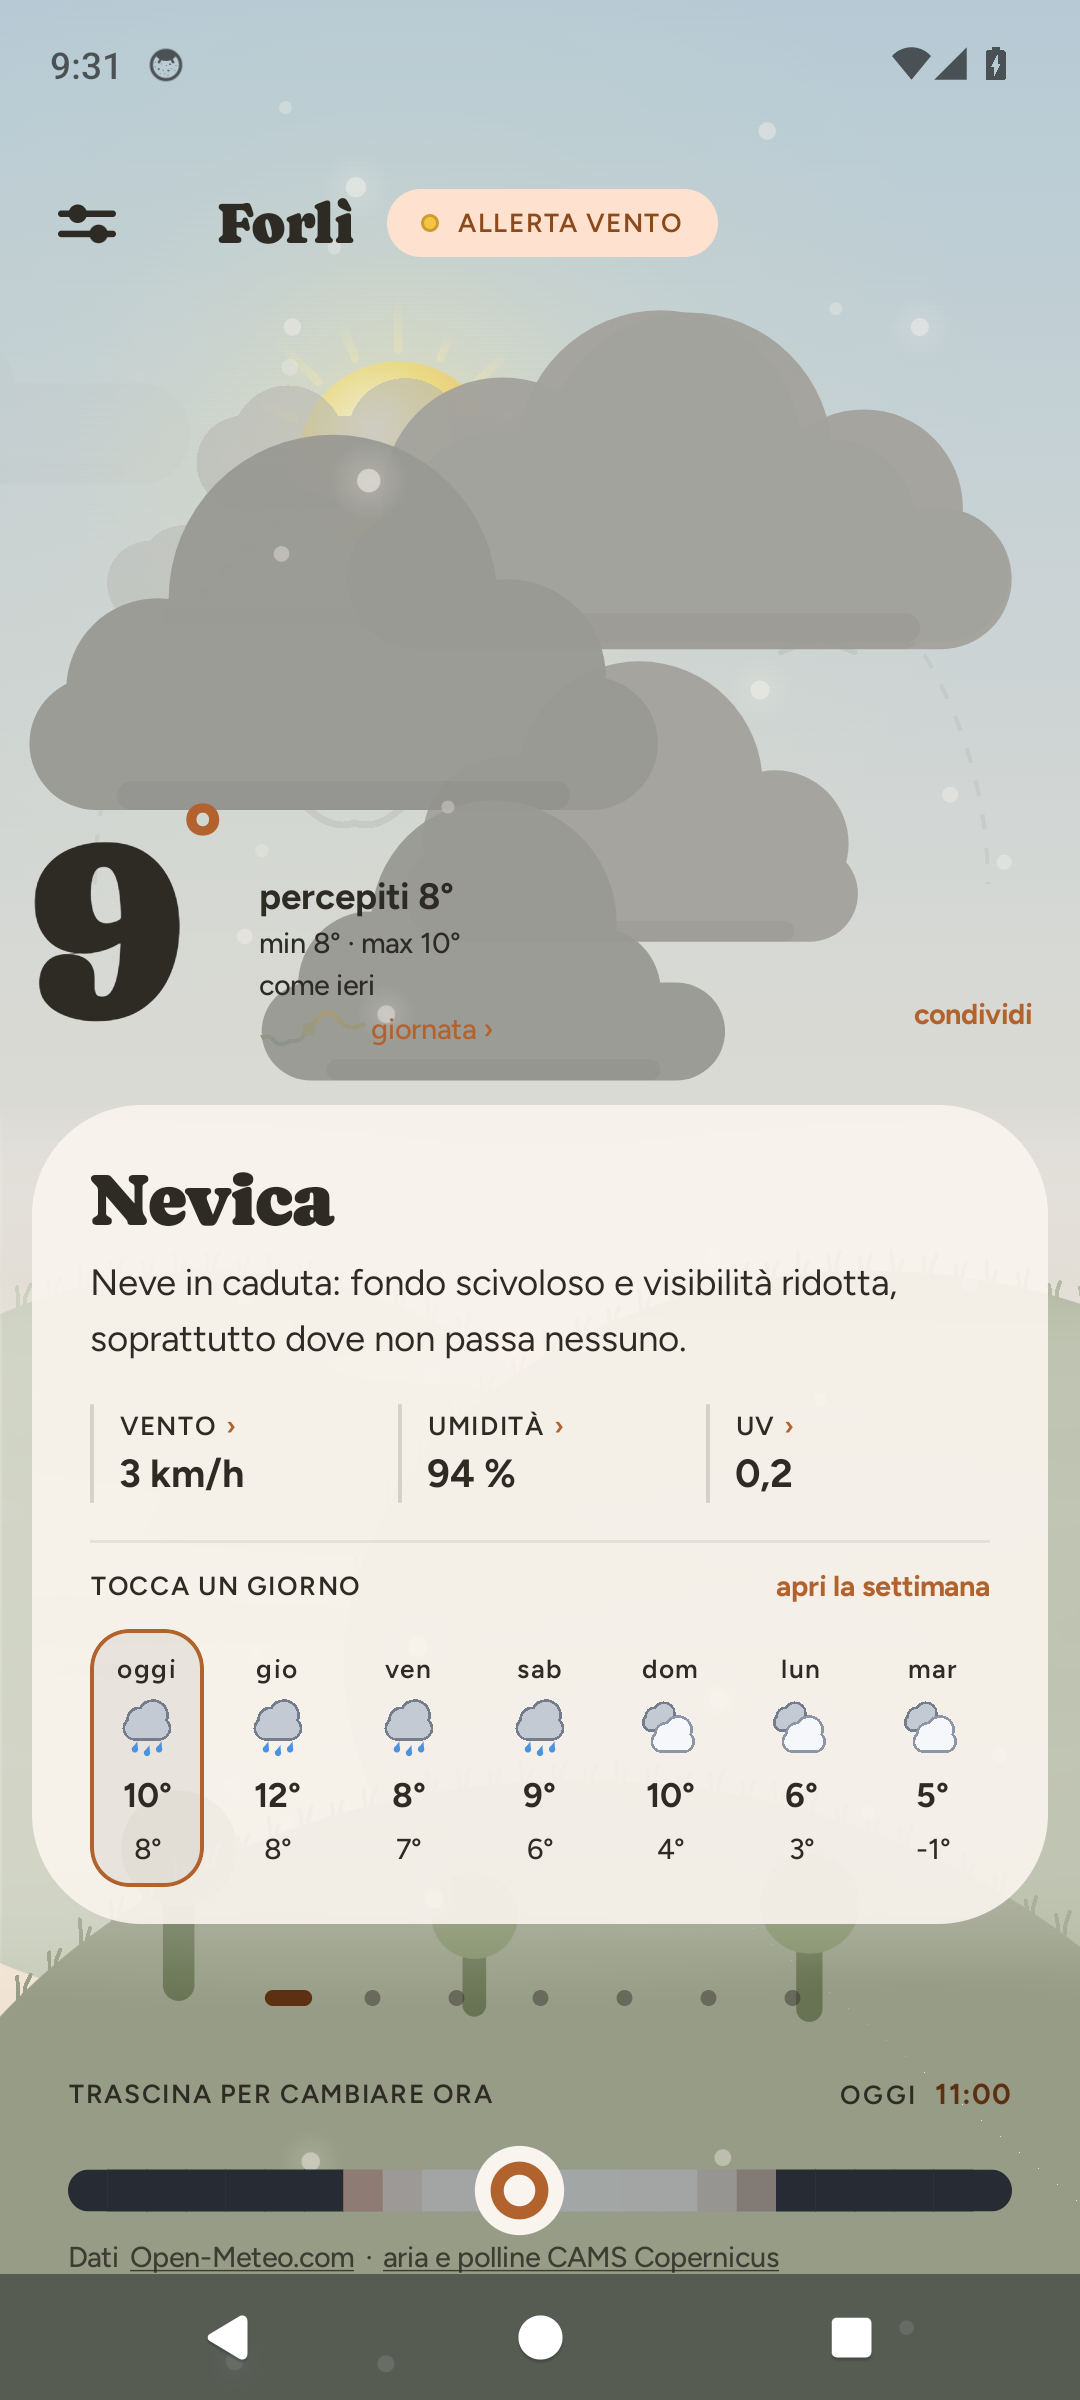 9:31
Forlì
ALLERTA VENTO
9°
percepiti 8°
min 8° · max 10°
come ieri
giornata ›
condividi
Nevica
Neve in caduta: fondo scivoloso e visibilità ridotta,
soprattutto dove non passa nessuno.
VENTO › UMIDITÀ › UV ›
3 km/h 94 % 0,2
TOCCA UN GIORNO apri la settimana
oggi gio ven sab dom lun mar
10° 12° 8° 9° 10° 6° 5°
8° 8° 7° 6° 4° 3° -1°
TRASCINA PER CAMBIARE ORA OGGI 11:00
Dati Open-Meteo.com · aria e polline CAMS Copernicus